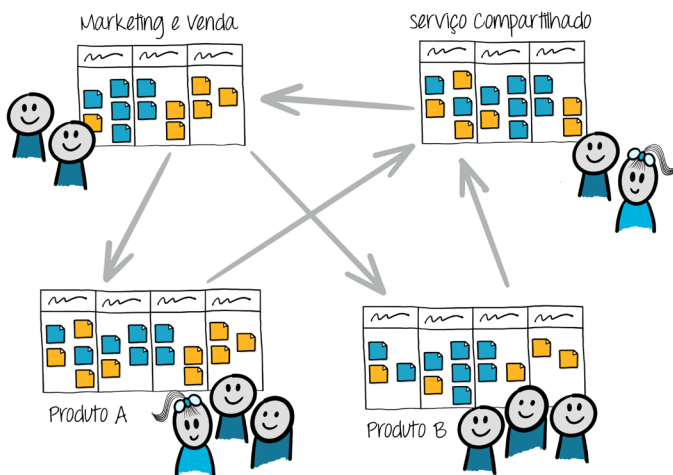 Marketing e venda
serviço compartilhado
Produto A
Produto B